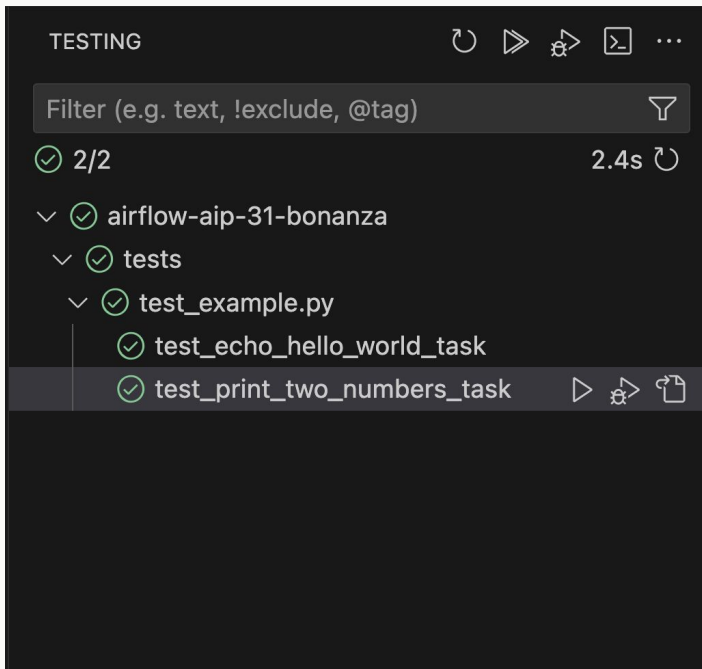 TESTING
Filter (e.g. text, !exclude, @tag)
2/2 2.4s
airflow-aip-31-bonanza
tests
test_example.py
test_echo_hello_world_task
test_print_two_numbers_task